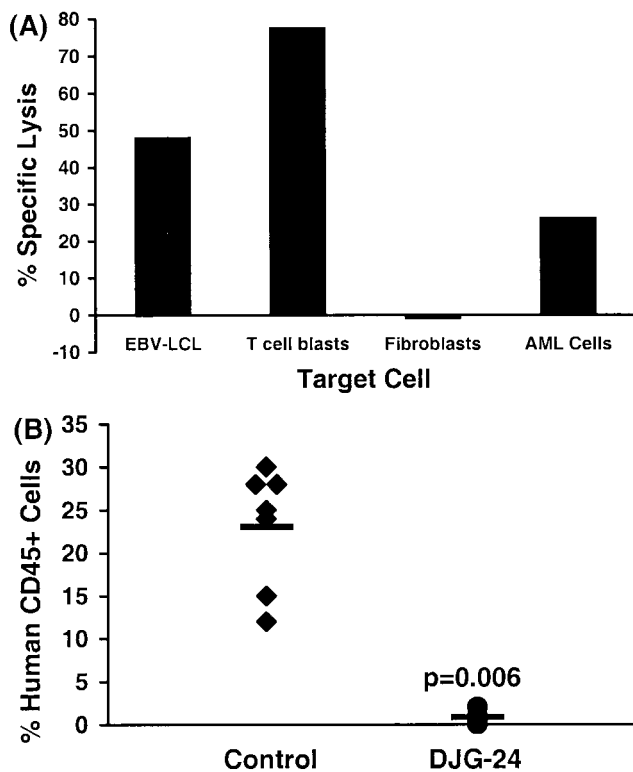 (A)
% Specific Lysis
80
70
60
50
40
30
20
10
0
-10
EBV-LCL T cell blasts Fibroblasts AML Cells
Target Cell
(B)
% Human CD45+ Cells
35
30
25
20
15
10
5
0
p=0.006
Control DJG-24